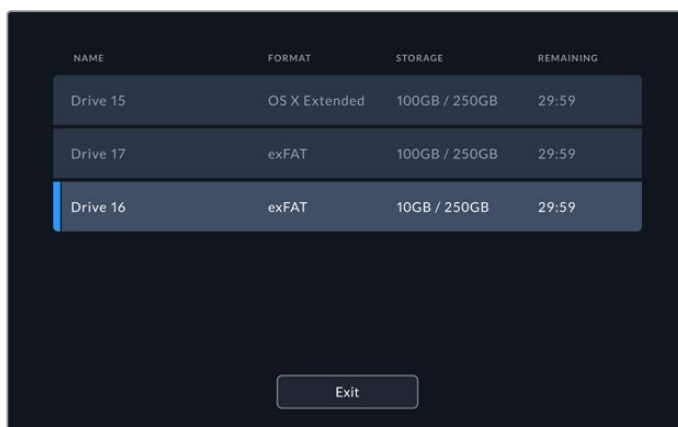 NAME FORMAT STORAGE REMAINING
Drive 15 OS X Extended 100GB / 250GB 29:59
Drive 17 exFAT 100GB / 250GB 29:59
Drive 16 exFAT 10GB / 250GB 29:59
Exit